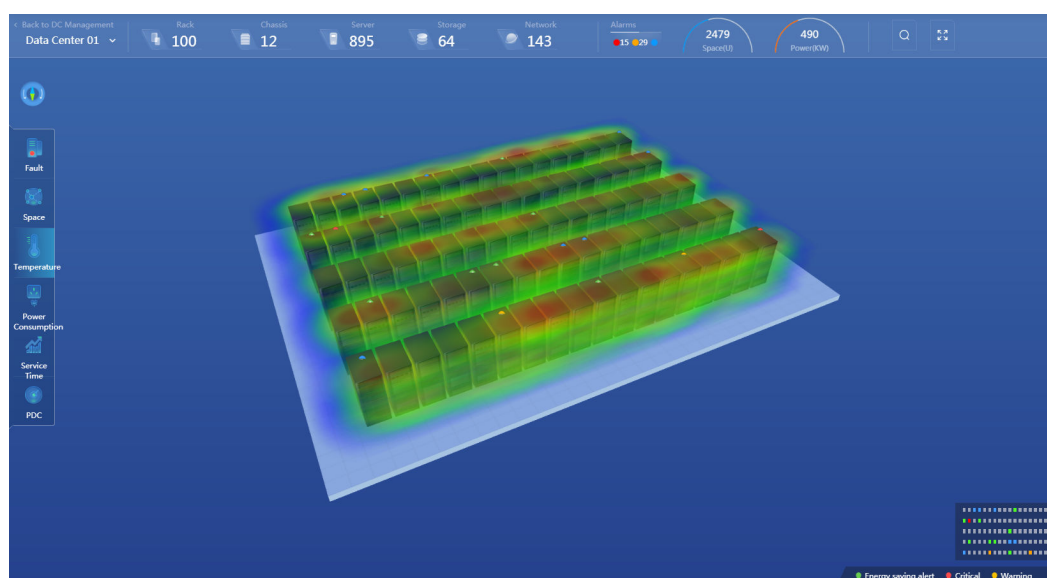 < Back to DC Management
Data Center 01
Rack
100
Chassis
12
Server
895
Storage
64
Network
143
Alarms
15 29
2479
Space(U)
490
Power(KW)
Fault
Space
Temperature
Power
Consumption
Service
Time
PDC
Energy saving alert Critical Warning